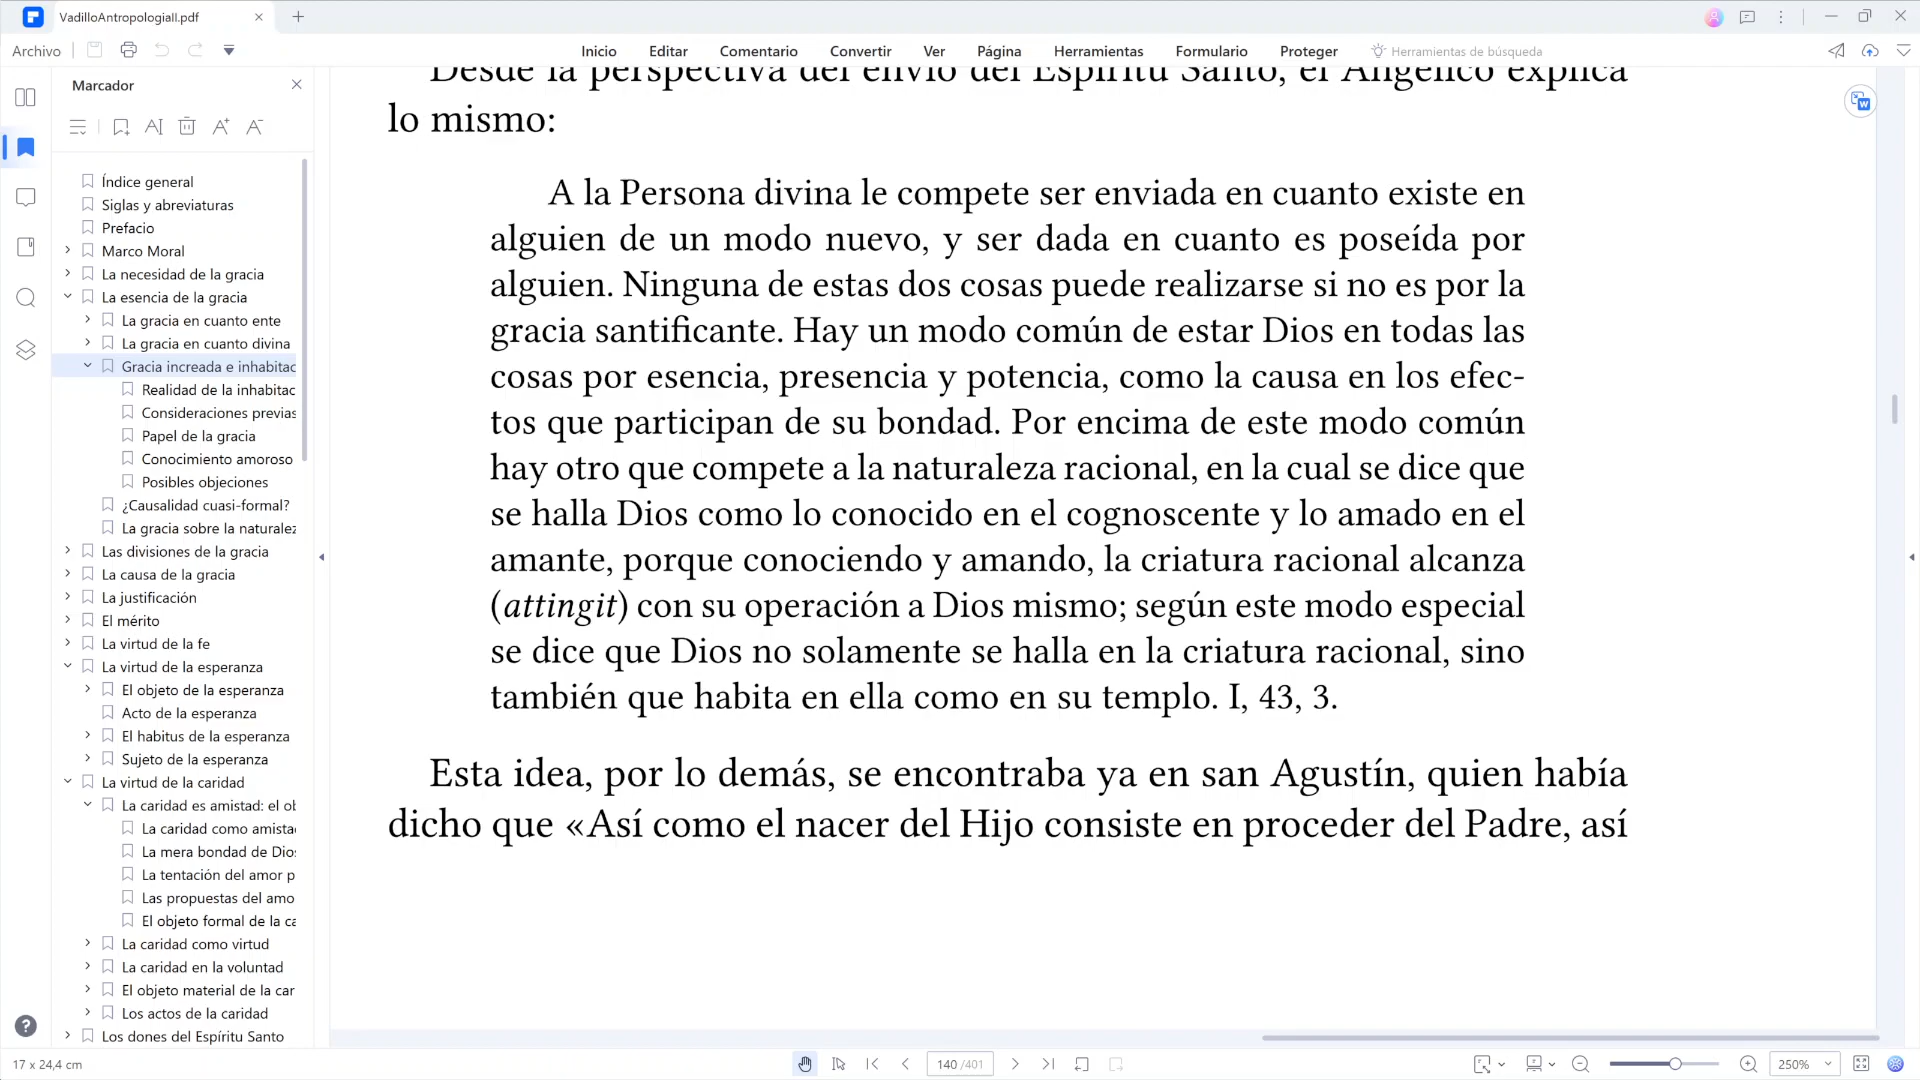 VadilloAntropologiaII.pdf
Archivo
Inicio
Editar
Comentario
Convertir
Ver
Página
Herramientas
Formulario
Proteger
Herramientas de búsqueda
Marcador
Índice general
Siglas y abreviaturas
Prefacio
Marco Moral
La necesidad de la gracia
La esencia de la gracia
La gracia en cuanto ente
La gracia en cuanto divina
Gracia increada e inhabitac
Realidad de la inhabitac
Consideraciones previas
Papel de la gracia
Conocimiento amoroso
Posibles objeciones
¿Causalidad cuasi-formal?
La gracia sobre la naturalez
Las divisiones de la gracia
La causa de la gracia
La justificación
El mérito
La virtud de la fe
La virtud de la esperanza
El objeto de la esperanza
Acto de la esperanza
El habitus de la esperanza
Sujeto de la esperanza
La virtud de la caridad
La caridad es amistad: el ob
La caridad como amista
La mera bondad de Dios
La tentación del amor p
Las propuestas del amo
El objeto formal de la ca
La caridad como virtud
La caridad en la voluntad
El objeto material de la car
Los actos de la caridad
Los dones del Espíritu Santo
Desde la perspectiva del envío del Espíritu Santo, el Angélico explica
lo mismo:
A la Persona divina le compete ser enviada en cuanto existe en
alguien de un modo nuevo, y ser dada en cuanto es poseída por
alguien. Ninguna de estas dos cosas puede realizarse si no es por la
gracia santificante. Hay un modo común de estar Dios en todas las
cosas por esencia, presencia y potencia, como la causa en los efec-
tos que participan de su bondad. Por encima de este modo común
hay otro que compete a la naturaleza racional, en la cual se dice que
se halla Dios como lo conocido en el cognoscente y lo amado en el
amante, porque conociendo y amando, la criatura racional alcanza
(attingit) con su operación a Dios mismo; según este modo especial
se dice que Dios no solamente se halla en la criatura racional, sino
también que habita en ella como en su templo. I, 43, 3.
Esta idea, por lo demás, se encontraba ya en san Agustín, quien había
dicho que «Así como el nacer del Hijo consiste en proceder del Padre, así
17 x 24,4 cm
140 /401
250%